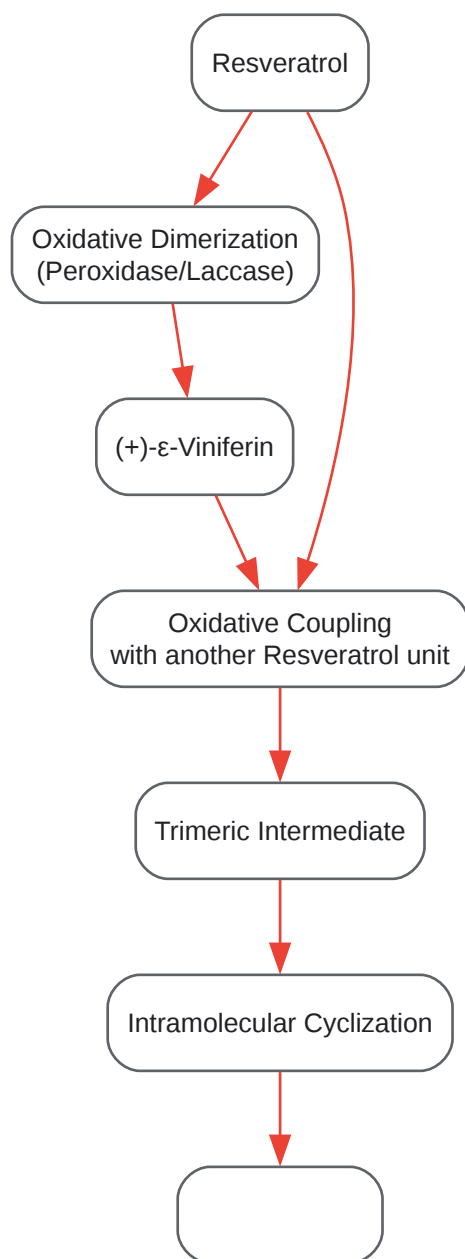 Resveratrol
Oxidative Dimerization
(Peroxidase/Laccase)
(+)-ε-Viniferin
Oxidative Coupling
with another Resveratrol unit
Trimeric Intermediate
Intramolecular Cyclization